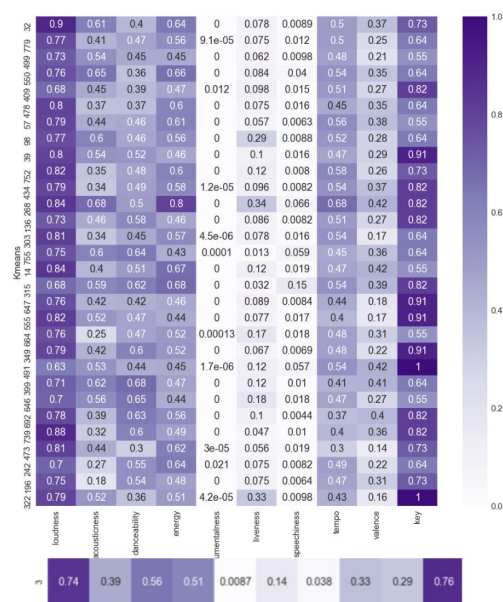 32 0.9 0.61 0.4 0.64 0 0.078 0.0089 0.5 0.37 0.73
779 0.77 0.41 0.47 0.56 9.1e-05 0.075 0.012 0.5 0.25 0.64
499 0.73 0.54 0.45 0.45 0 0.062 0.0098 0.48 0.21 0.55
550 0.76 0.65 0.36 0.66 0 0.084 0.04 0.54 0.35 0.64
409 0.68 0.45 0.39 0.47 0.012 0.098 0.015 0.51 0.27 0.82
478 0.8 0.44 0.37 0.6 0 0.075 0.016 0.45 0.35 0.64
57 0.79 0.44 0.46 0.61 0 0.057 0.0063 0.56 0.38 0.55
98 0.77 0.6 0.46 0.56 0 0.29 0.0088 0.52 0.28 0.64
39 0.8 0.54 0.52 0.46 0 0.1 0.016 0.47 0.29 0.91
752 0.82 0.35 0.48 0.6 0 0.12 0.008 0.58 0.26 0.73
434 0.79 0.34 0.49 0.58 1.2e-05 0.096 0.0082 0.54 0.37 0.82
268 0.84 0.68 0.5 0.8 0 0.34 0.066 0.68 0.42 0.82
136 0.73 0.46 0.58 0.46 0 0.086 0.0082 0.51 0.27 0.82
303 0.81 0.34 0.45 0.57 4.5e-06 0.078 0.016 0.54 0.17 0.64
755 0.75 0.6 0.64 0.43 0.0001 0.013 0.059 0.45 0.36 0.64
14 0.84 0.4 0.51 0.67 0 0.12 0.019 0.47 0.42 0.55
315 0.68 0.59 0.62 0.68 0 0.032 0.15 0.54 0.39 0.82
647 0.76 0.42 0.42 0.46 0 0.089 0.0084 0.44 0.18 0.91
555 0.82 0.52 0.47 0.44 0 0.077 0.017 0.4 0.27 0.91
664 0.76 0.25 0.47 0.52 0.00013 0.17 0.018 0.48 0.31 0.55
349 0.79 0.42 0.6 0.52 0 0.067 0.0069 0.48 0.22 0.91
491 0.63 0.53 0.44 0.45 1.7e-06 0.12 0.057 0.54 0.42 1
399 0.71 0.62 0.68 0.47 0 0.12 0.01 0.41 0.41 0.64
646 0.7 0.56 0.65 0.44 0 0.18 0.018 0.47 0.27 0.55
692 0.78 0.39 0.63 0.56 0 0.1 0.0044 0.37 0.4 0.82
739 0.88 0.32 0.6 0.49 0 0.047 0.01 0.4 0.36 0.82
473 0.81 0.44 0.3 0.62 3e-05 0.056 0.019 0.3 0.14 0.73
242 0.7 0.27 0.55 0.64 0.021 0.075 0.0082 0.49 0.22 0.64
196 0.75 0.18 0.54 0.48 0 0.075 0.0064 0.47 0.31 0.73
322 0.79 0.52 0.36 0.51 4.2e-05 0.33 0.0098 0.43 0.16 1
Kmeans
loudness acousticness danceability energy umentalness liveness speechiness tempo valence key
1.0
0.8
0.6
0.4
0.2
0.0
3 0.74 0.39 0.56 0.51 0.0087 0.14 0.038 0.33 0.29 0.76